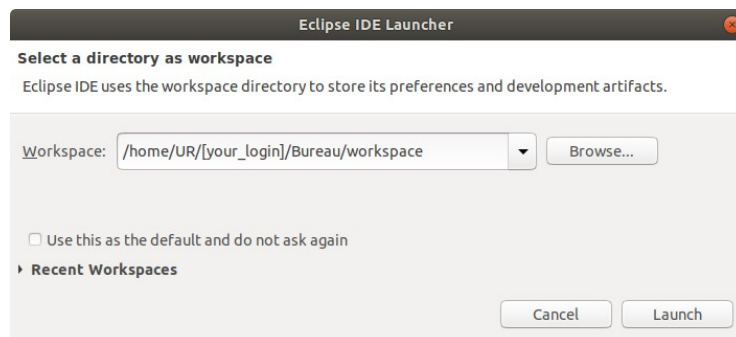 Eclipse IDE Launcher
Select a directory as workspace
Eclipse IDE uses the workspace directory to store its preferences and development artifacts.
Workspace: /home/UR/[your_login]/Bureau/workspace Browse...
Use this as the default and do not ask again
Recent Workspaces
Cancel Launch